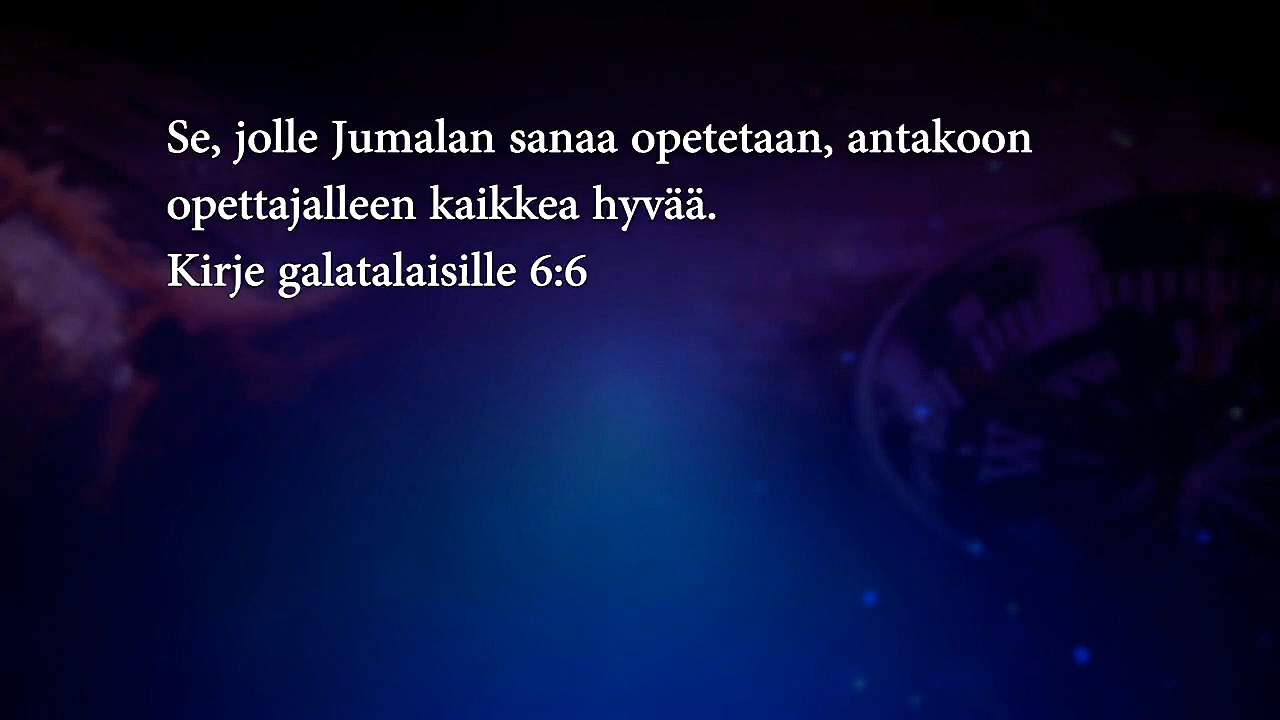 Se, jolle Jumalan sanaa opetetaan, antakoon
opettajalleen kaikkea hyvää.
Kirje galatalaisille 6:6